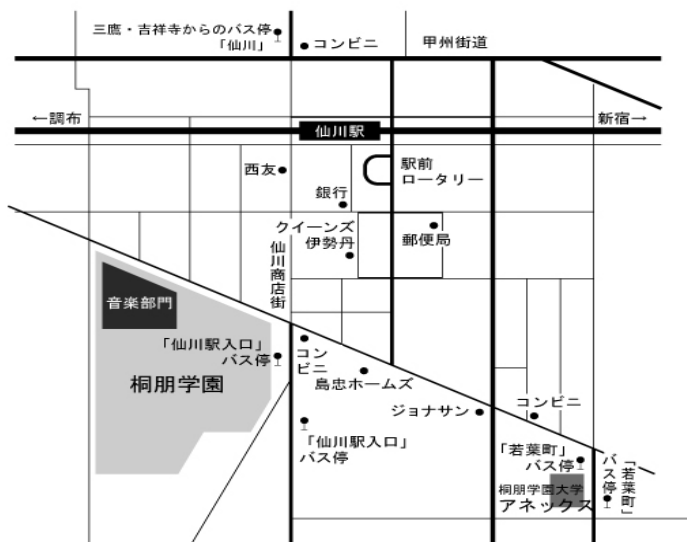 三鷹・吉祥寺からのバス停
「仙川」
コンビニ
甲州街道
←調布
新宿→
仙川駅
西友
駅前
ロータリー
銀行
クイーンズ
伊勢丹
郵便局
仙川商店街
音楽部門
「仙川駅入口」
バス停
コン
ビニ
桐朋学園
島忠ホームズ
ジョナサン
コンビニ
「仙川駅入口」
バス停
「若葉町」
バス停
「若葉町」
バス停
桐朋学園大学
アネックス